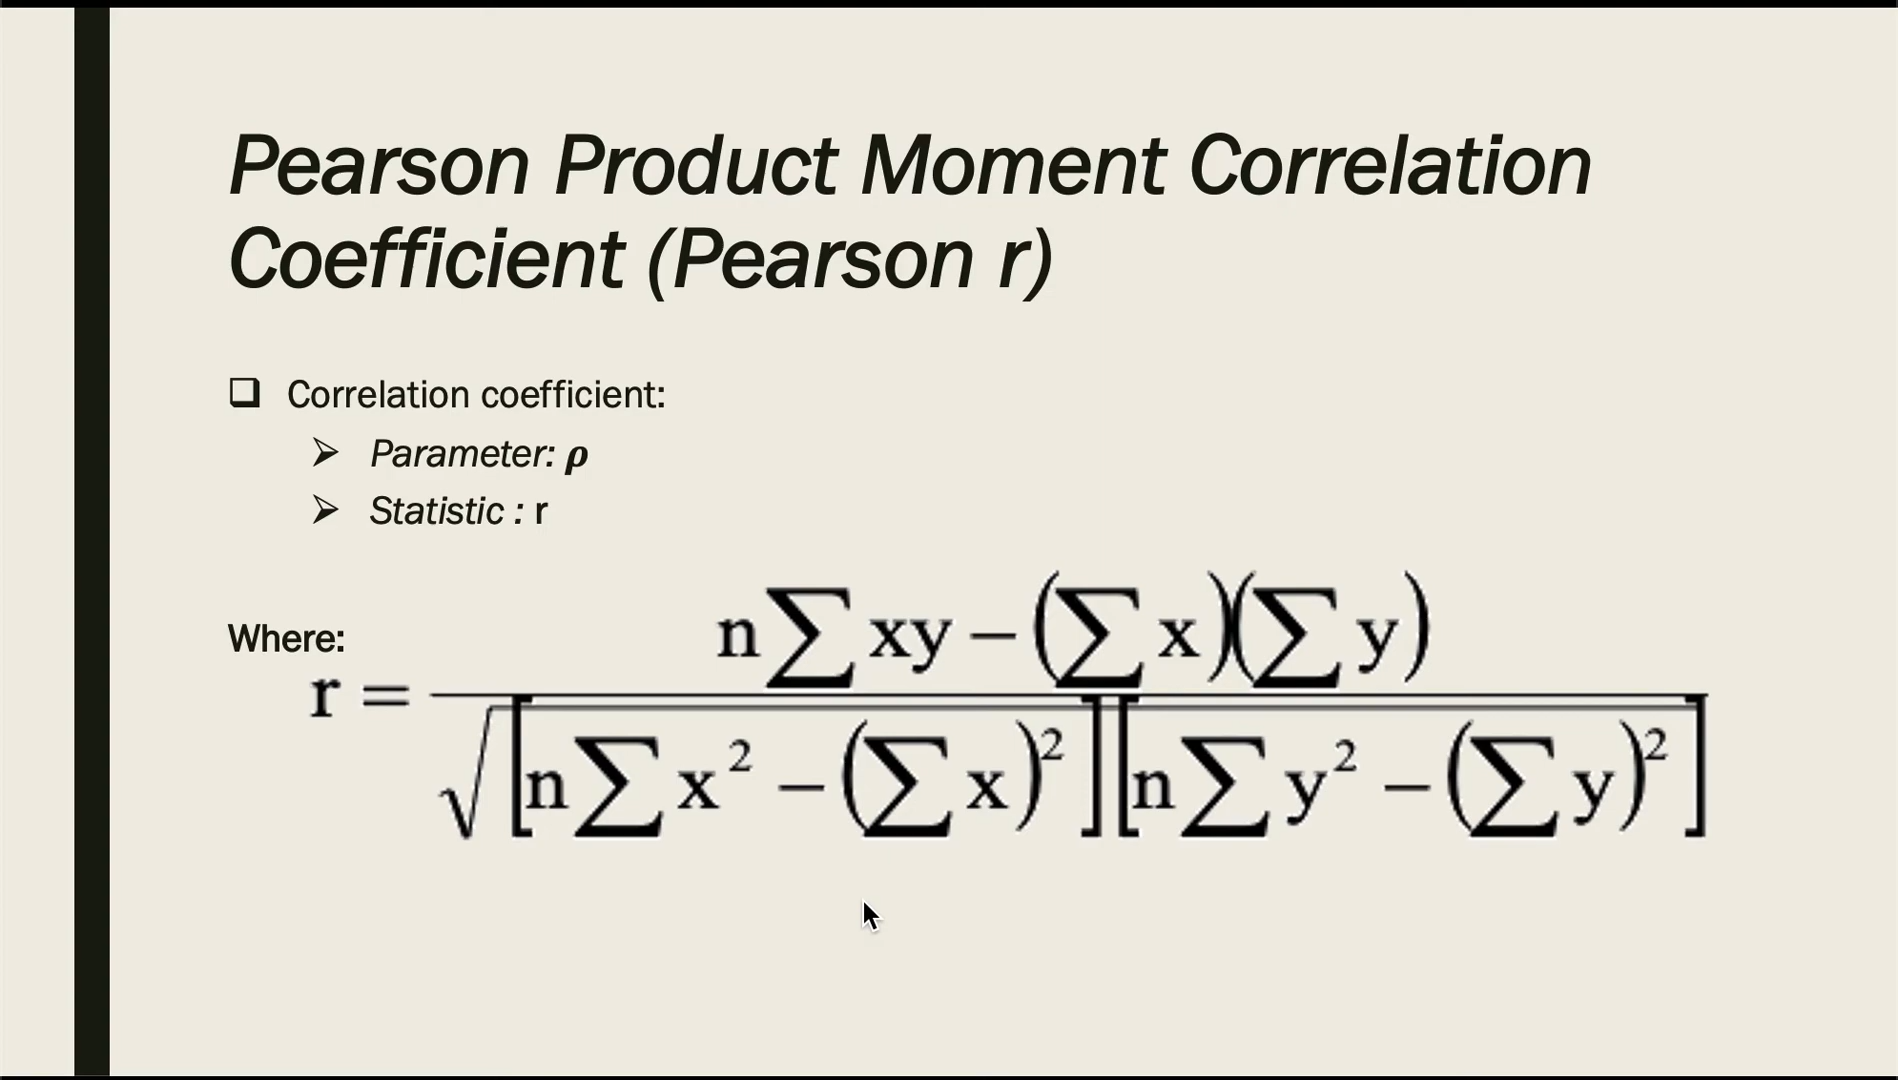 Pearson Product Moment Correlation
Coefficient (Pearson r)
❑ Correlation coefficient:
➢ Parameter: ρ
➢ Statistic : r
Where:
r = n∑xy − (∑x)(∑y) / √[n∑x² − (∑x)²][n∑y² − (∑y)²]